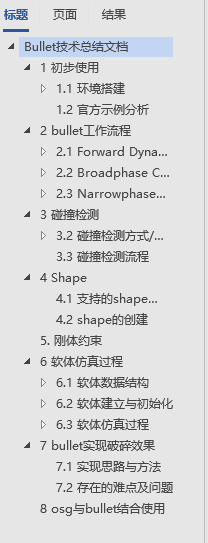 标题 页面 结果
Bullet技术总结文档
1 初步使用
1.1 环境搭建
1.2 官方示例分析
2 bullet工作流程
2.1 Forward Dyna...
2.2 Broadphase C...
2.3 Narrowphase...
3 碰撞检测
3.2 碰撞检测方式/...
3.3 碰撞检测流程
4 Shape
4.1 支持的shape...
4.2 shape的创建
5. 刚体约束
6 软体仿真过程
6.1 软体数据结构
6.2 软体建立与初始化
6.3 软体仿真过程
7 bullet实现破碎效果
7.1 实现思路与方法
7.2 存在的难点及问题
8 osg与bullet结合使用